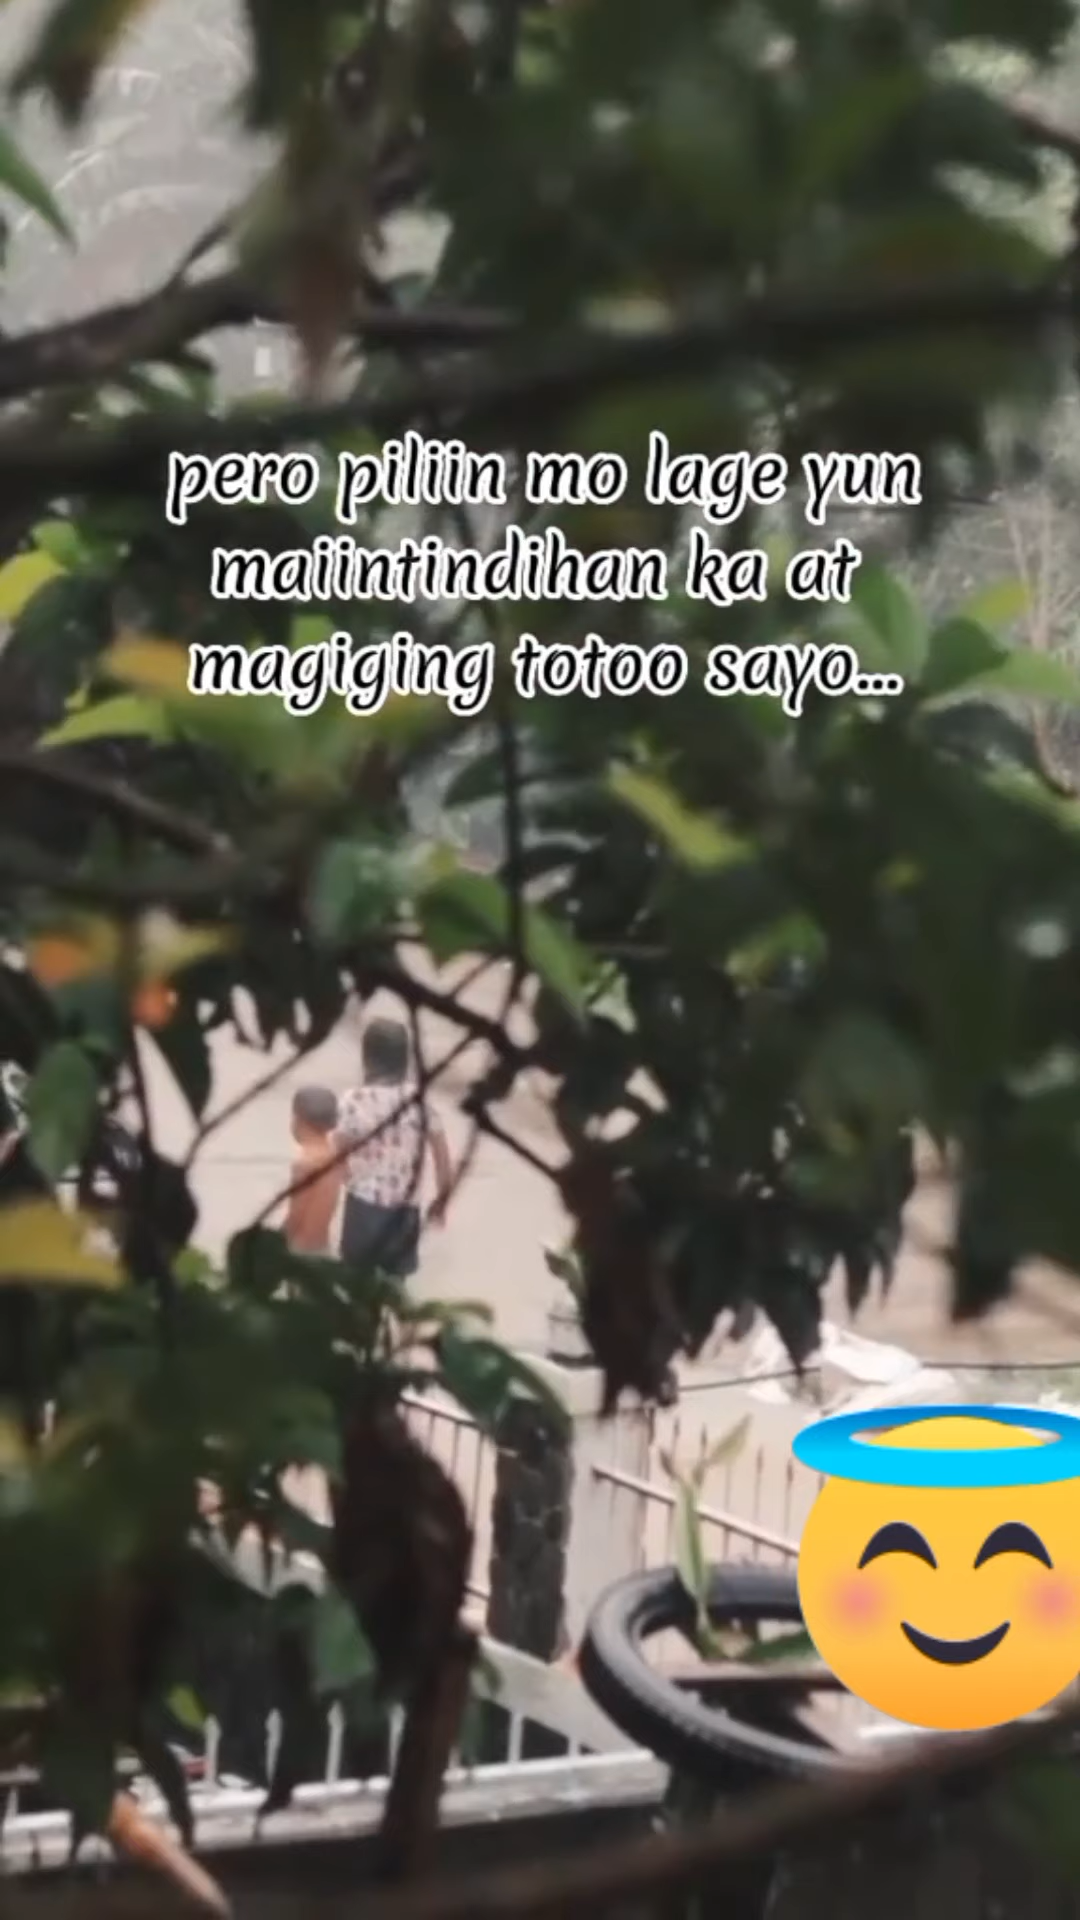 pero piliin mo lage yun
maiintindihan ka at
magiging totoo sayo...